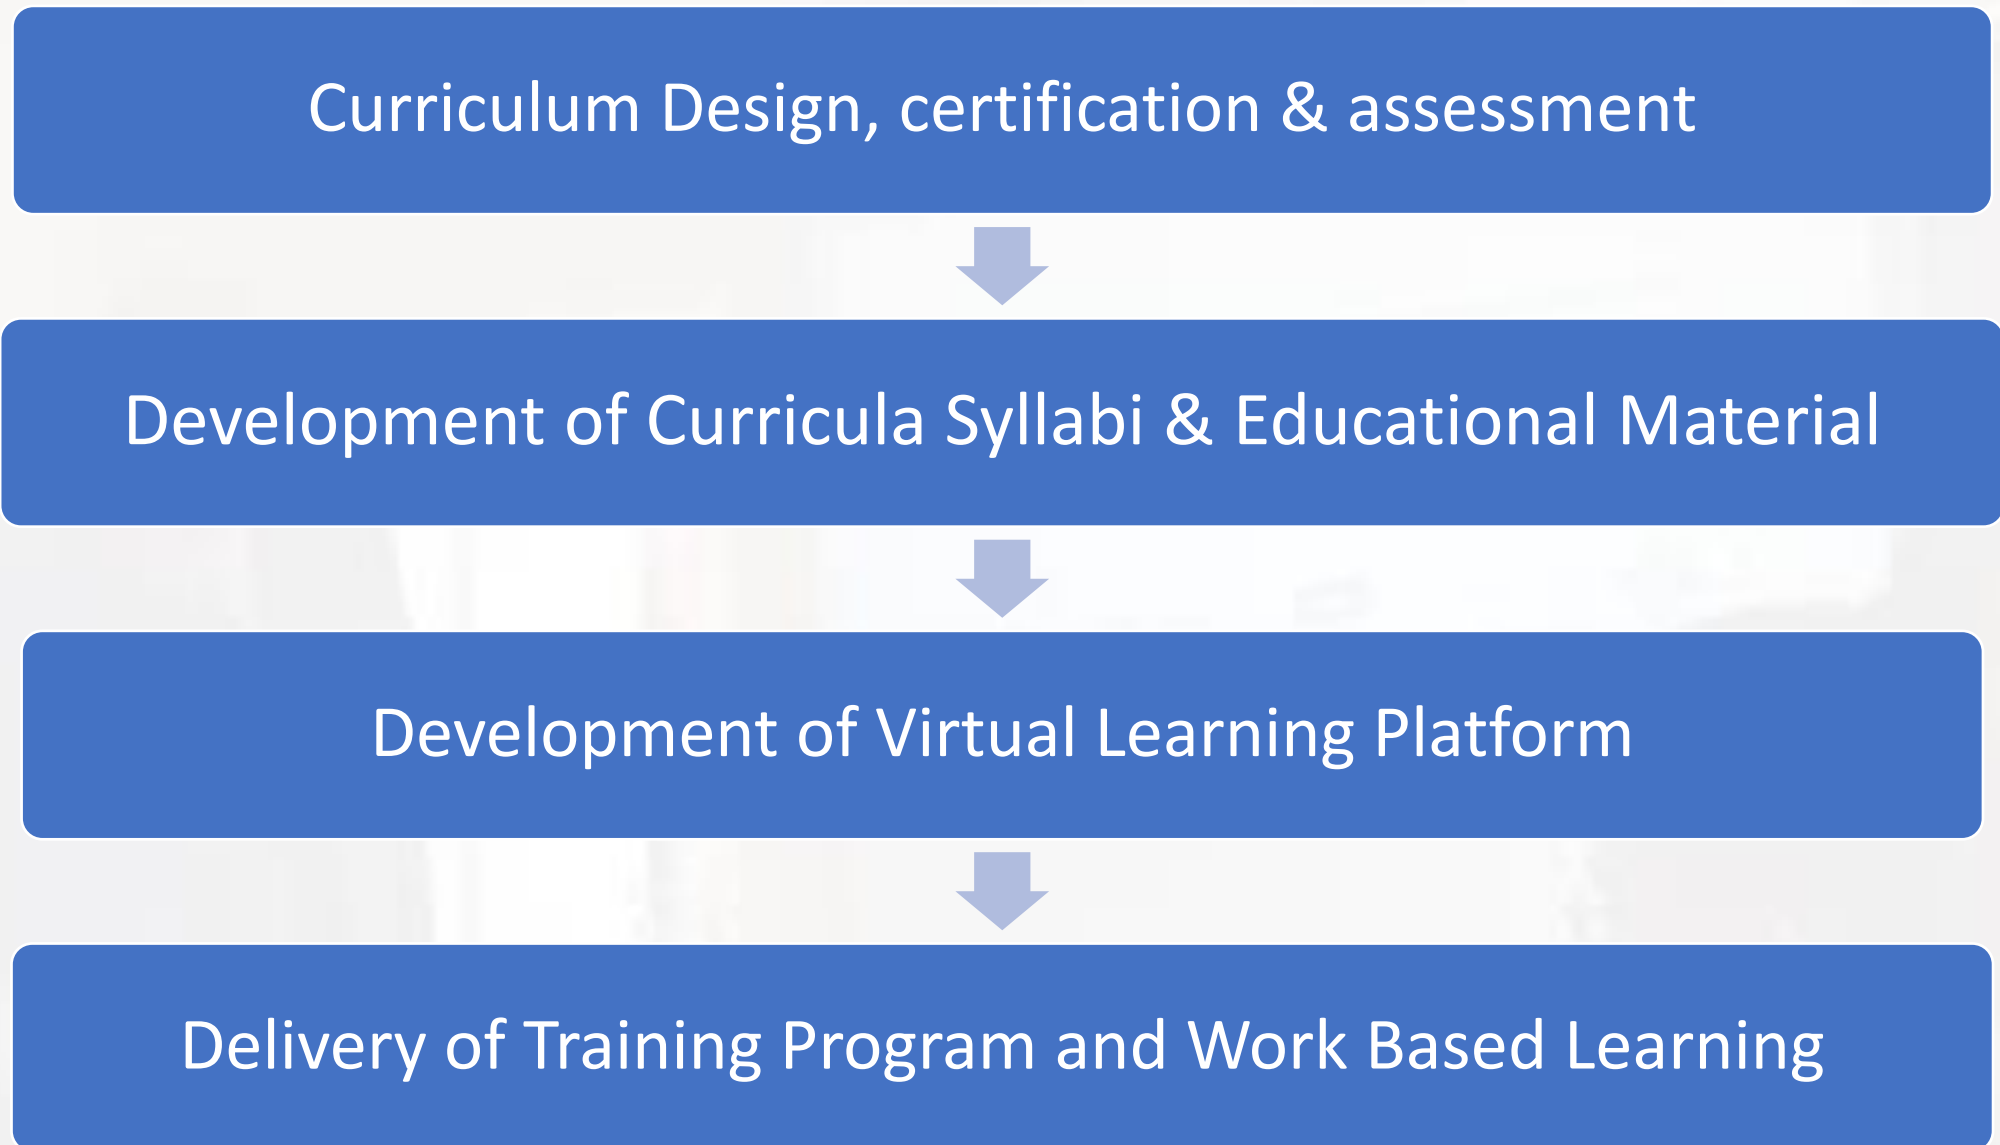 Curriculum Design, certification & assessment
Development of Curricula Syllabi & Educational Material
Development of Virtual Learning Platform
Delivery of Training Program and Work Based Learning